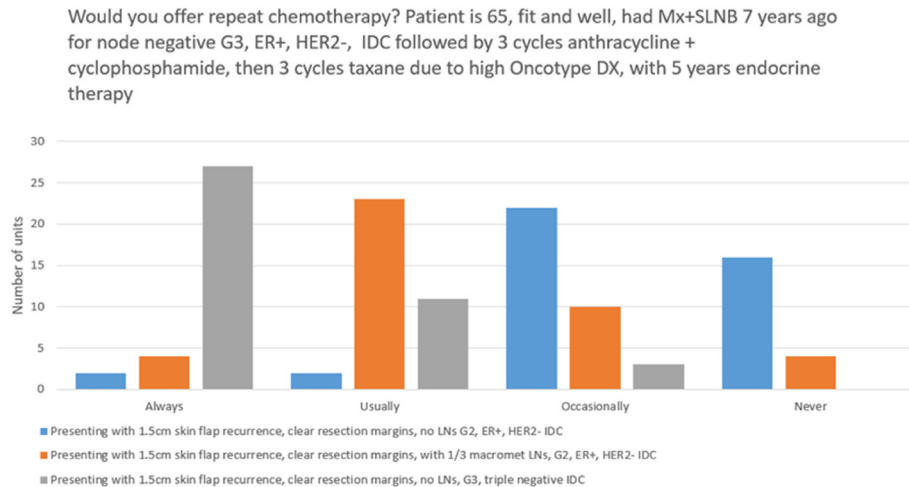 Would you offer repeat chemotherapy? Patient is 65, fit and well, had Mx+SLNB 7 years ago
for node negative G3, ER+, HER2-, IDC followed by 3 cycles anthracycline +
cyclophosphamide, then 3 cycles taxane due to high Oncotype DX, with 5 years endocrine
therapy
30
25
20
15
10
5
0
Number of units
Always Usually Occasionally Never
Presenting with 1.5cm skin flap recurrence, clear resection margins, no LNs G2, ER+, HER2- IDC
Presenting with 1.5cm skin flap recurrence, clear resection margins, with 1/3 macromet LNs, G2, ER+, HER2- IDC
Presenting with 1.5cm skin flap recurrence, clear resection margins, no LNs, G3, triple negative IDC